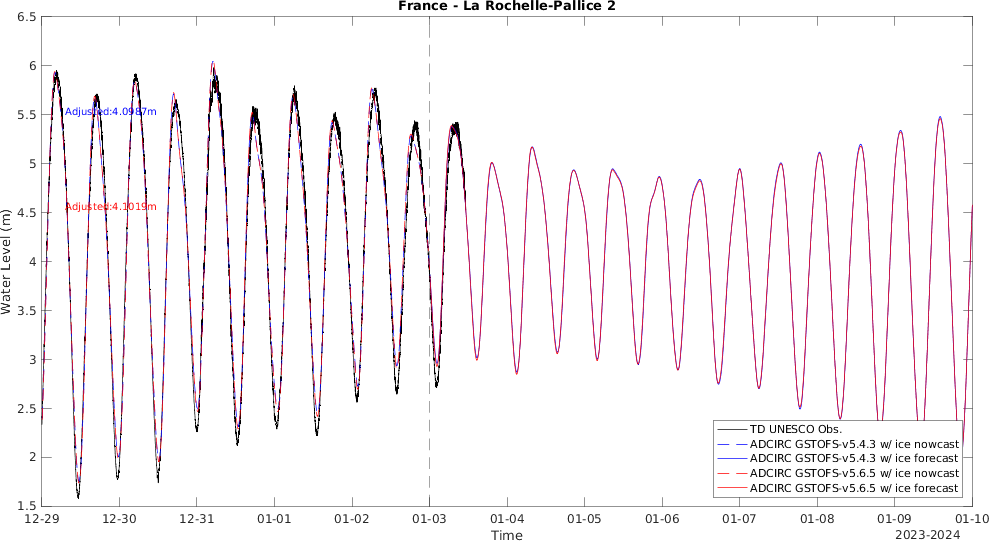 France - La Rochelle-Pallice 2
6.5
6
5.5
5
4.5
4
3.5
3
2.5
2
1.5
Water Level (m)
Adjusted:4.0987m
Adjusted:4.1019m
TD UNESCO Obs.
ADCIRC GSTOFS-v5.4.3 w/ ice nowcast
ADCIRC GSTOFS-v5.4.3 w/ ice forecast
ADCIRC GSTOFS-v5.6.5 w/ ice nowcast
ADCIRC GSTOFS-v5.6.5 w/ ice forecast
12-29 12-30 12-31 01-01 01-02 01-03 01-04 01-05 01-06 01-07 01-08 01-09 01-10
Time
2023-2024